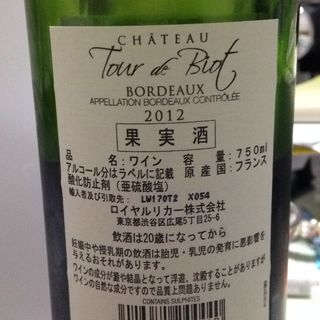 CHÂTEAU
Tour de Biot
BORDEAUX
APPELLATION BORDEAUX CONTRÔLÉE
2012
果実酒
品名：ワイン 容量：750ml
アルコール分はラベルに記載 原産国：フランス
酸化防止剤（亜硫酸塩）
輸入者及び引取先： LW170T2 X054
ロイヤルリカー株式会社
東京都渋谷区広尾5丁目25-6
飲酒は20歳になってから
妊娠中や授乳期の飲酒は胎児・乳児の発育に悪影響を
与えるおそれがあります。
ワインの成分が澱や結晶となって浮遊、沈殿することがありますが
ワインの自然な成分ですので品質上問題ありません。
CONTAINS SULPHITES